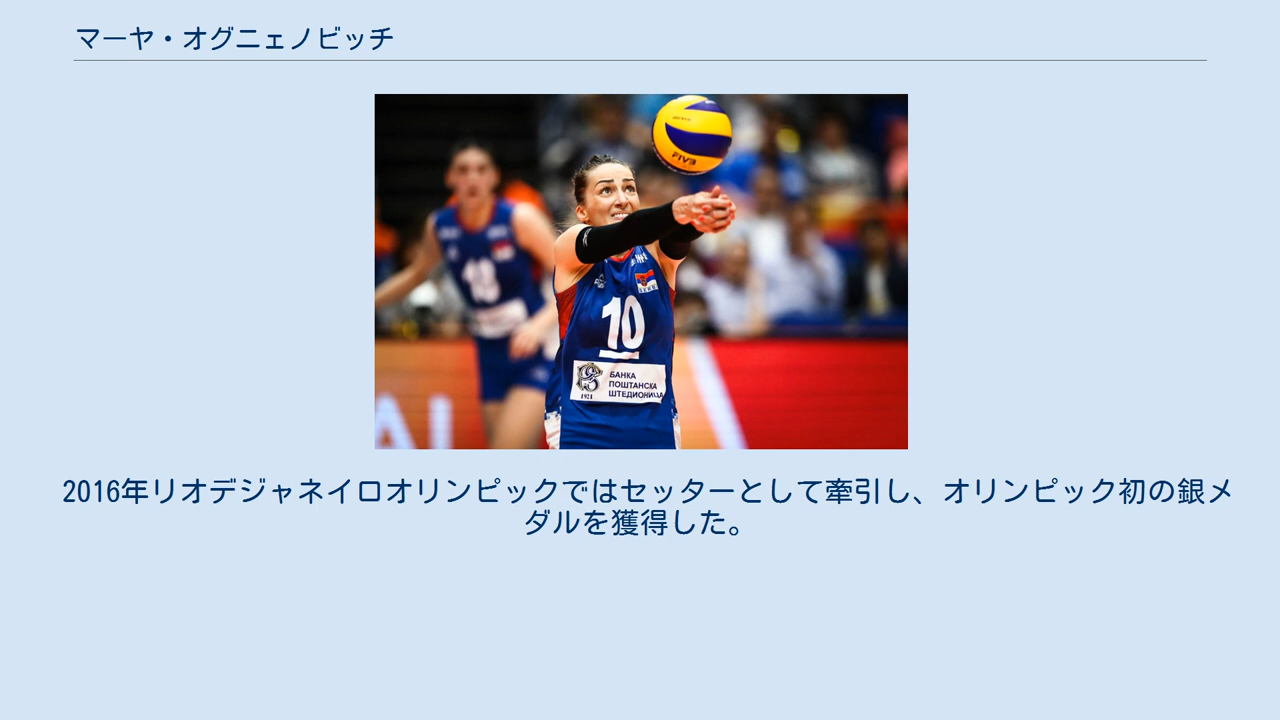 マーヤ・オグニェノビッチ
FIVB
10
БАНКА
ПОШТАНСКА
ШТЕДИОНИЦА
1921
2016年リオデジャネイロオリンピックではセッターとして牽引し、オリンピック初の銀メ
ダルを獲得した。